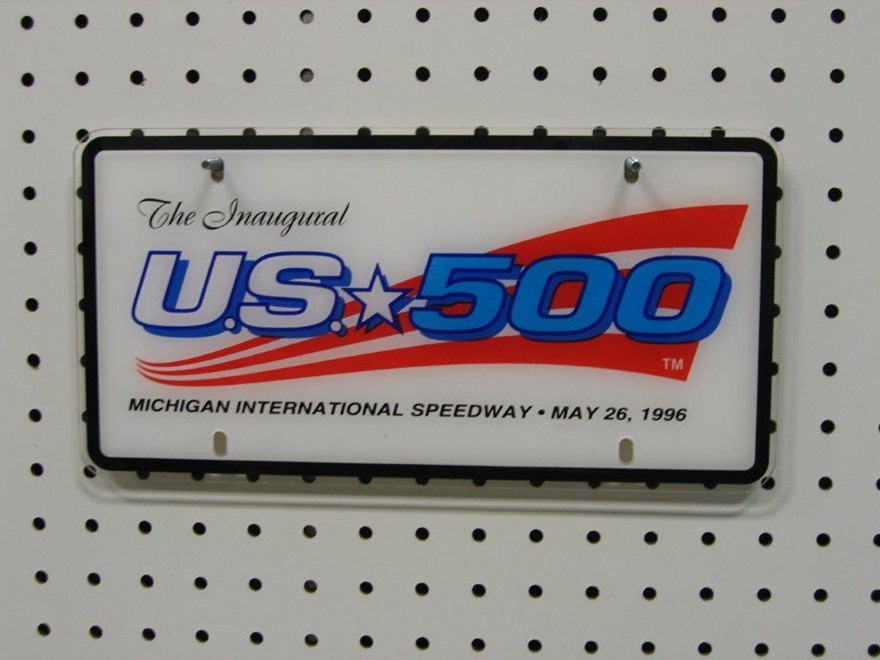 The Inaugural
U.S.★500
TM
MICHIGAN INTERNATIONAL SPEEDWAY • MAY 26, 1996